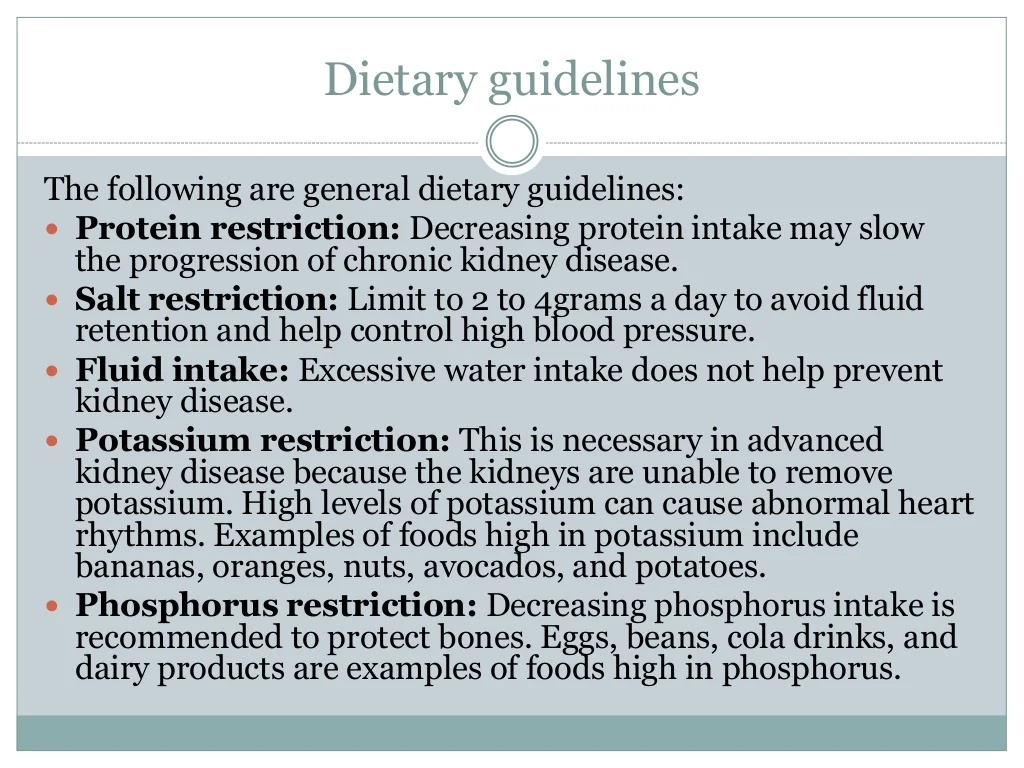 Dietary guidelines
The following are general dietary guidelines:
• Protein restriction: Decreasing protein intake may slow
the progression of chronic kidney disease.
• Salt restriction: Limit to 2 to 4grams a day to avoid fluid
retention and help control high blood pressure.
• Fluid intake: Excessive water intake does not help prevent
kidney disease.
• Potassium restriction: This is necessary in advanced
kidney disease because the kidneys are unable to remove
potassium. High levels of potassium can cause abnormal heart
rhythms. Examples of foods high in potassium include
bananas, oranges, nuts, avocados, and potatoes.
• Phosphorus restriction: Decreasing phosphorus intake is
recommended to protect bones. Eggs, beans, cola drinks, and
dairy products are examples of foods high in phosphorus.